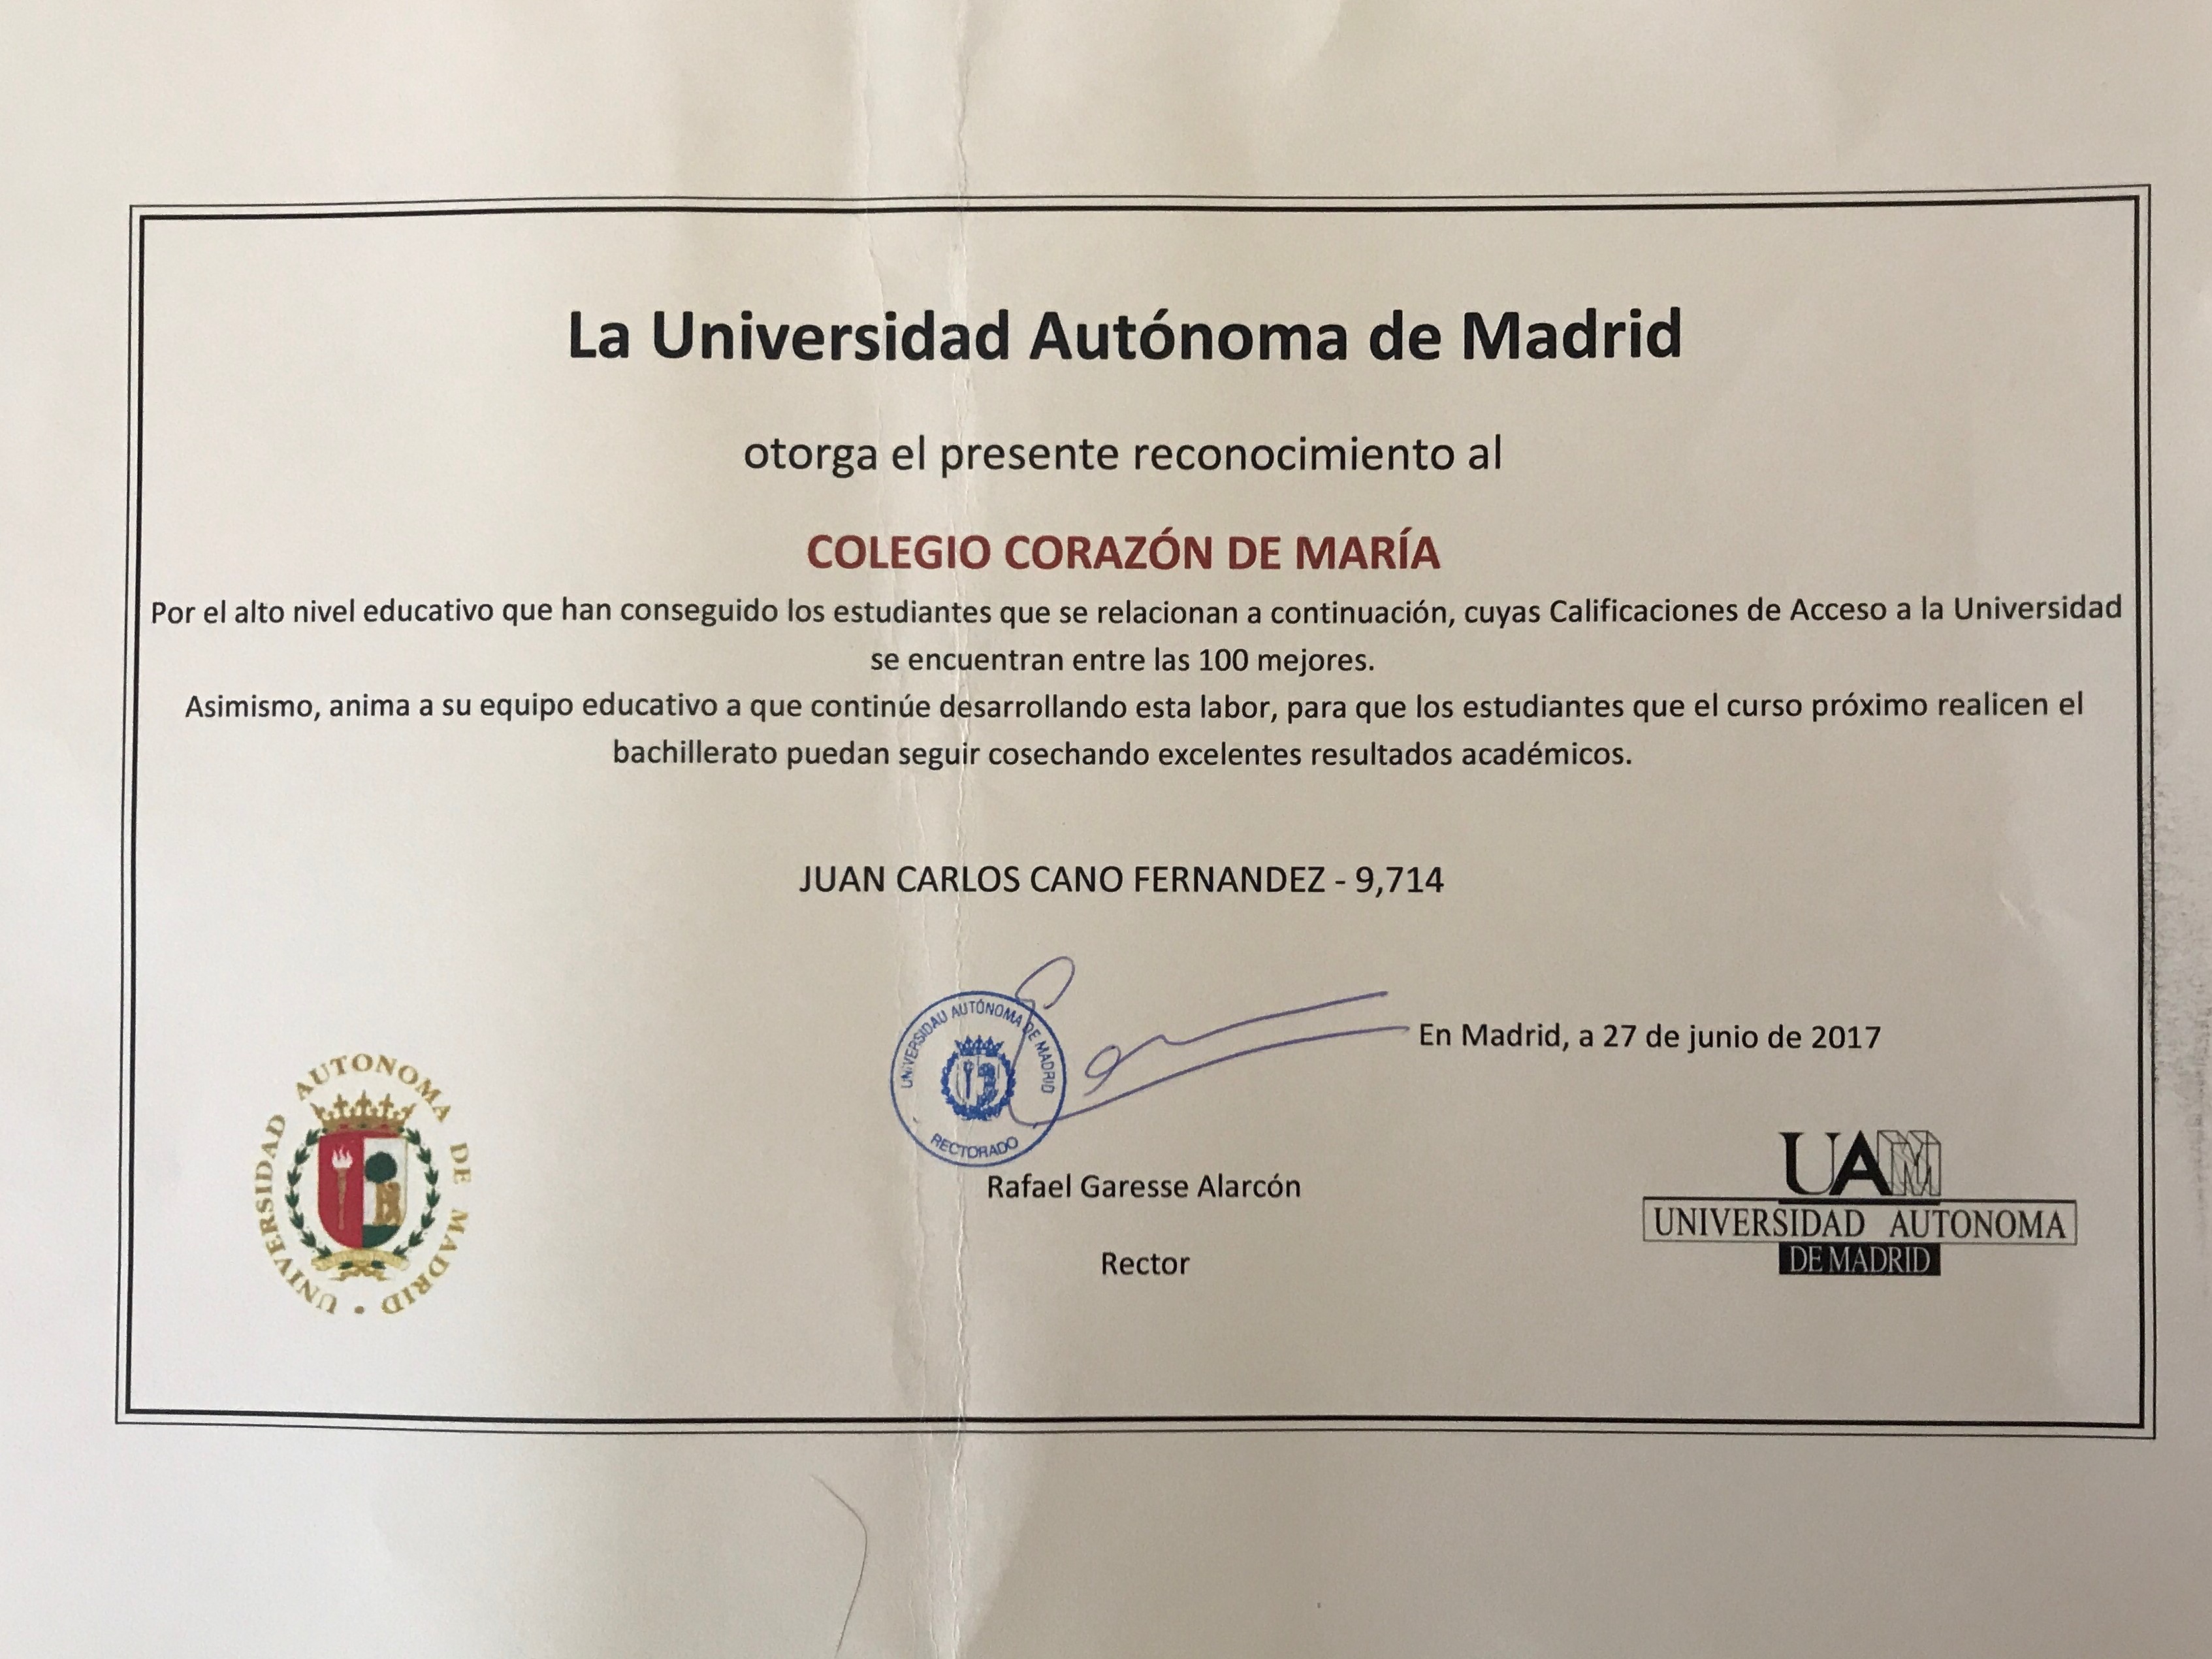 La Universidad Autónoma de Madrid
otorga el presente reconocimiento al
COLEGIO CORAZÓN DE MARÍA
Por el alto nivel educativo que han conseguido los estudiantes que se relacionan a continuación, cuyas Calificaciones de Acceso a la Universidad
se encuentran entre las 100 mejores.
Asimismo, anima a su equipo educativo a que continúe desarrollando esta labor, para que los estudiantes que el curso próximo realicen el
bachillerato puedan seguir cosechando excelentes resultados académicos.
JUAN CARLOS CANO FERNANDEZ - 9,714
UNIVERSIDAD AUTÓNOMA DE MADRID
RECTORADO
En Madrid, a 27 de junio de 2017
Rafael Garesse Alarcón
Rector
UNIVERSIDAD AUTONOMA DE MADRID
UAM
UNIVERSIDAD AUTONOMA
DE MADRID